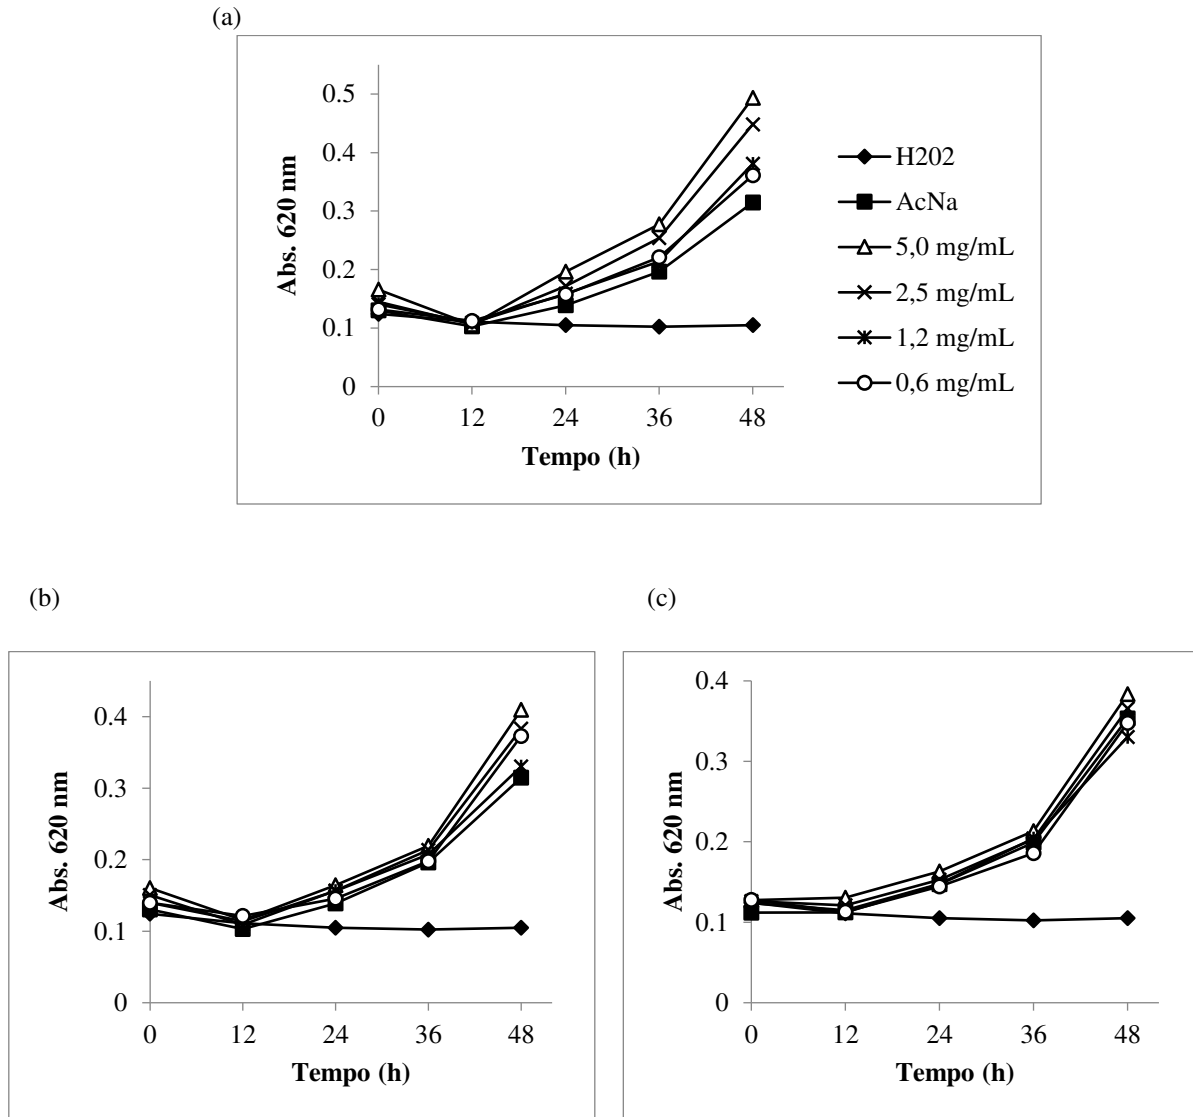 (a)
Abs. 620 nm
0.5
0.4
0.3
0.2
0.1
0
0 12 24 36 48
Tempo (h)
H202
AcNa
5,0 mg/mL
2,5 mg/mL
1,2 mg/mL
0,6 mg/mL
(b)
Abs. 620 nm
0.4
0.3
0.2
0.1
0
0 12 24 36 48
Tempo (h)
(c)
Abs. 620 nm
0.4
0.3
0.2
0.1
0
0 12 24 36 48
Tempo (h)